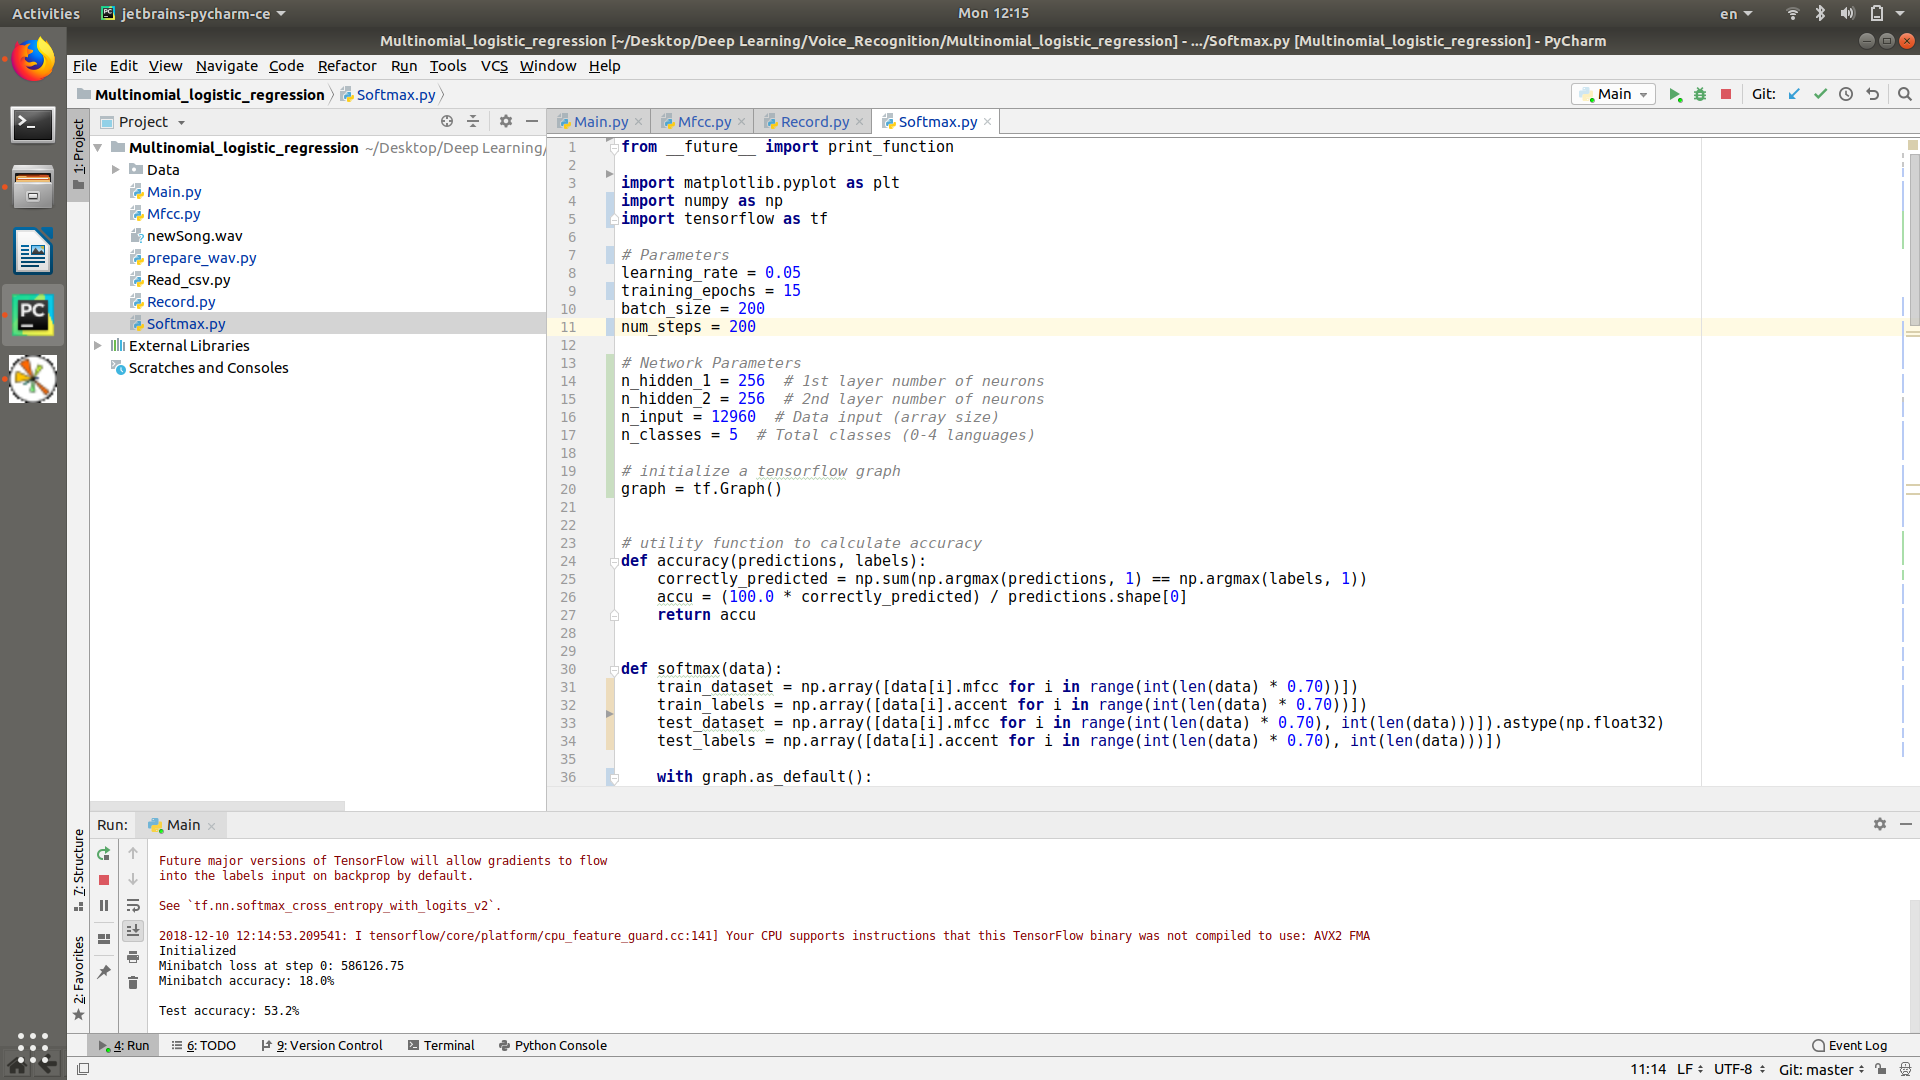 Activities jetbrains-pycharm-ce Mon 12:15 en
Multinomial_logistic_regression [~/Desktop/Deep Learning/Voice_Recognition/Multinomial_logistic_regression] - .../Softmax.py [Multinomial_logistic_regression] - PyCharm
File Edit View Navigate Code Refactor Run Tools VCS Window Help
Multinomial_logistic_regression Softmax.py Main Git:
Project
Main.py Mfcc.py Record.py Softmax.py
1: Project
Multinomial_logistic_regression ~/Desktop/Deep Learning/
Data
Main.py
Mfcc.py
newSong.wav
prepare_wav.py
Read_csv.py
Record.py
Softmax.py
External Libraries
Scratches and Consoles
1 from __future__ import print_function
2
3 import matplotlib.pyplot as plt
4 import numpy as np
5 import tensorflow as tf
6
7 # Parameters
8 learning_rate = 0.05
9 training_epochs = 15
10 batch_size = 200
11 num_steps = 200
12
13 # Network Parameters
14 n_hidden_1 = 256  # 1st layer number of neurons
15 n_hidden_2 = 256  # 2nd layer number of neurons
16 n_input = 12960  # Data input (array size)
17 n_classes = 5  # Total classes (0-4 languages)
18
19 # initialize a tensorflow graph
20 graph = tf.Graph()
21
22
23 # utility function to calculate accuracy
24 def accuracy(predictions, labels):
25     correctly_predicted = np.sum(np.argmax(predictions, 1) == np.argmax(labels, 1))
26     accu = (100.0 * correctly_predicted) / predictions.shape[0]
27     return accu
28
29
30 def softmax(data):
31     train_dataset = np.array([data[i].mfcc for i in range(int(len(data) * 0.70))])
32     train_labels = np.array([data[i].accent for i in range(int(len(data) * 0.70))])
33     test_dataset = np.array([data[i].mfcc for i in range(int(len(data) * 0.70), int(len(data)))]).astype(np.float32)
34     test_labels = np.array([data[i].accent for i in range(int(len(data) * 0.70), int(len(data)))])
35
36     with graph.as_default():
Run: Main
7: Structure
2: Favorites
Future major versions of TensorFlow will allow gradients to flow
into the labels input on backprop by default.
See `tf.nn.softmax_cross_entropy_with_logits_v2`.
2018-12-10 12:14:53.209541: I tensorflow/core/platform/cpu_feature_guard.cc:141] Your CPU supports instructions that this TensorFlow binary was not compiled to use: AVX2 FMA
Initialized
Minibatch loss at step 0: 586126.75
Minibatch accuracy: 18.0%
Test accuracy: 53.2%
4: Run 6: TODO 9: Version Control Terminal Python Console Event Log
11:14 LF UTF-8 Git: master